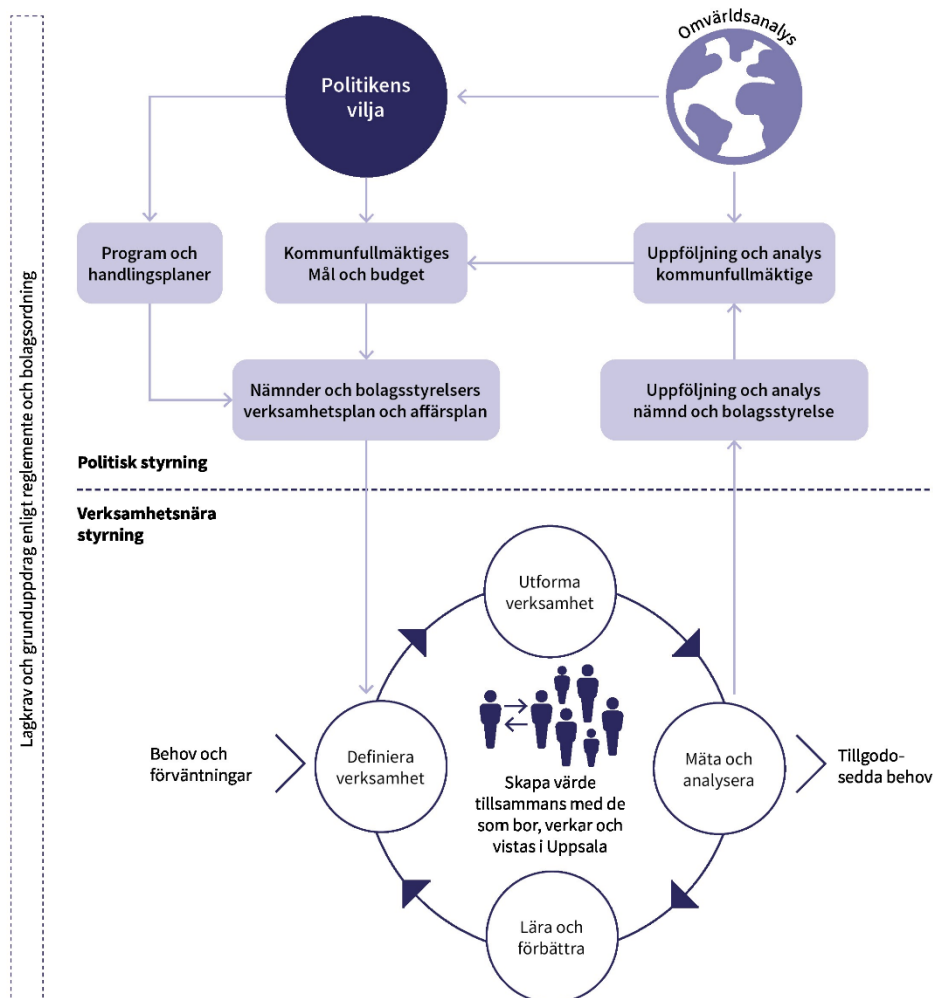 Omvärldsanalys
Politikens
vilja
Program och
handlingsplaner
Kommunfullmäktiges
Mål och budget
Uppföljning och analys
kommunfullmäktige
Nämnder och bolagsstyrelsers
verksamhetsplan och affärsplan
Uppföljning och analys
nämnd och bolagsstyrelse
Lagkrav och grunduppdrag enligt reglemente och bolagsordning
Politisk styrning
Verksamhetsnära
styrning
Utforma
verksamhet
Behov och
förväntningar
Definiera
verksamhet
Skapa värde
tillsammans med de
som bor, verkar och
vistas i Uppsala
Mäta och
analysera
Tillgodo-
sedda behov
Lära och
förbättra